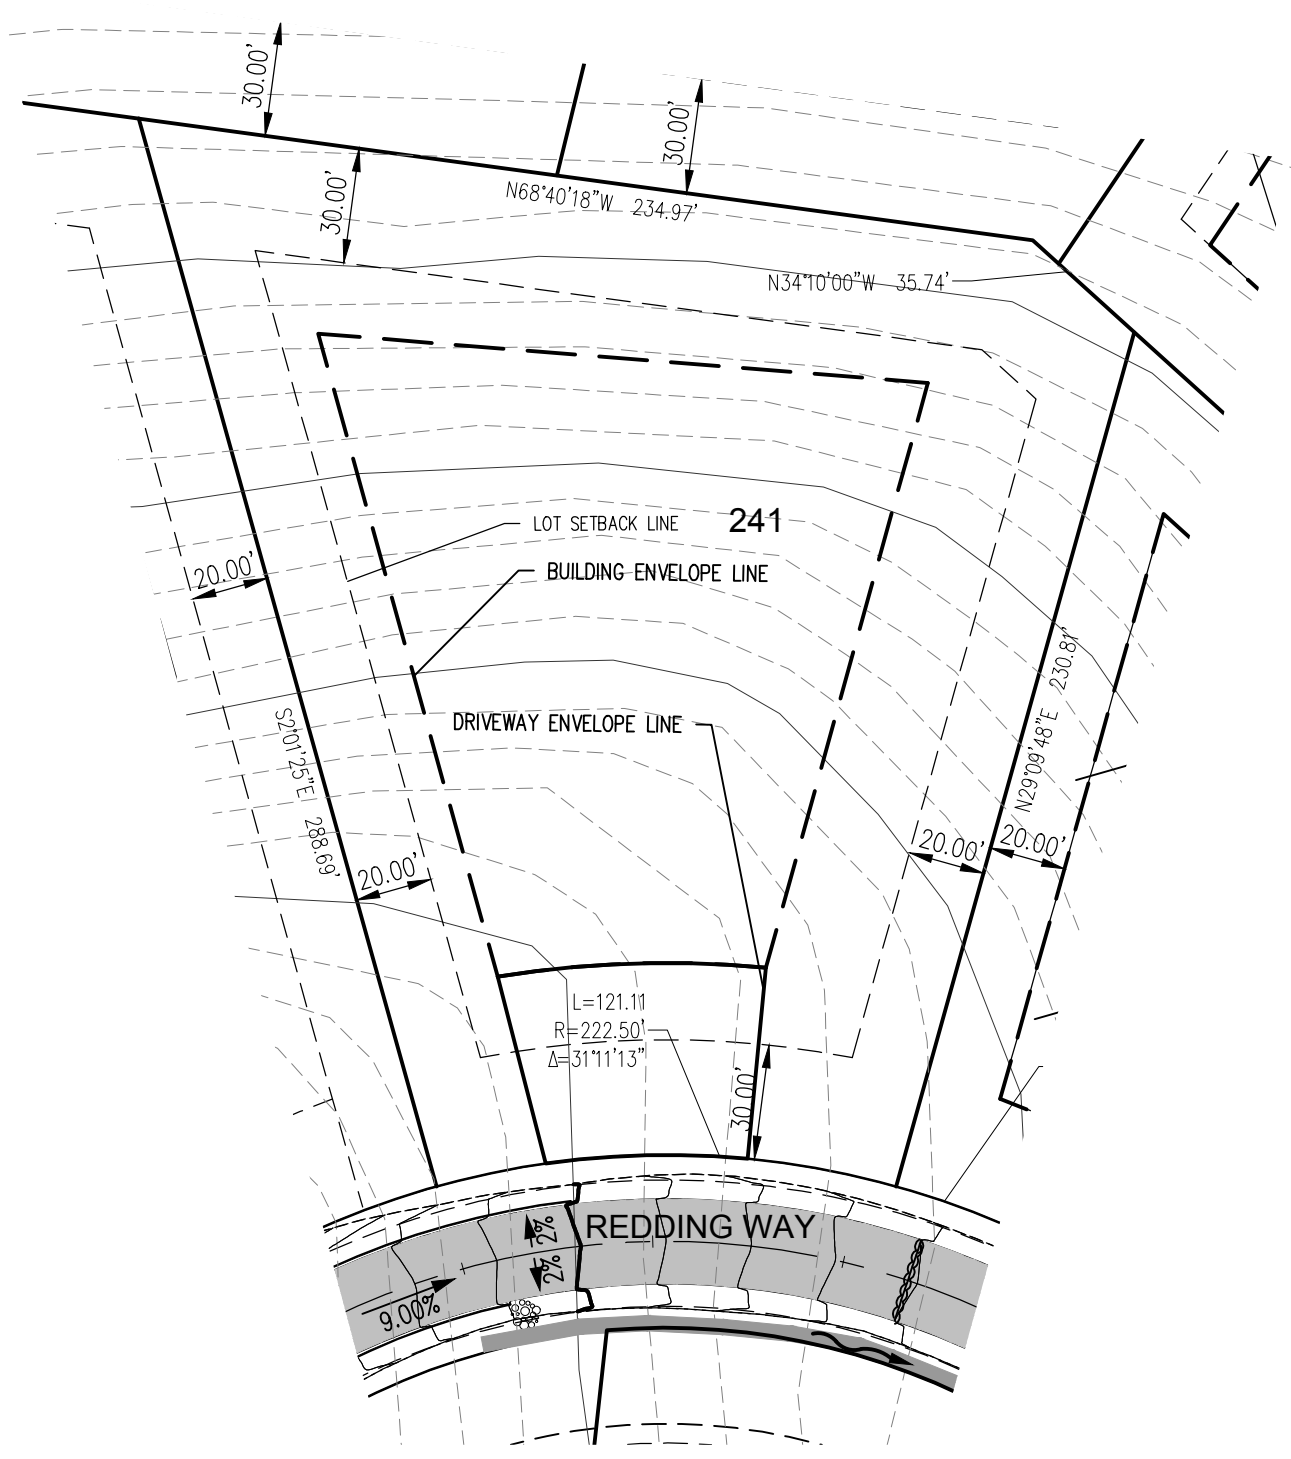 30.00'
30.00'
30.00'
N68°40'18"W 234.97'
N34°10'00"W 35.74'
LOT SETBACK LINE
241
BUILDING ENVELOPE LINE
20.00'
DRIVEWAY ENVELOPE LINE
S2°01'25"E 288.69'
N29°09'48"E 230.81'
20.00'
20.00'
20.00'
L=121.11
R=222.50'
Δ=31°11'13"
30.00'
REDDING WAY
2%
2%
9.00%